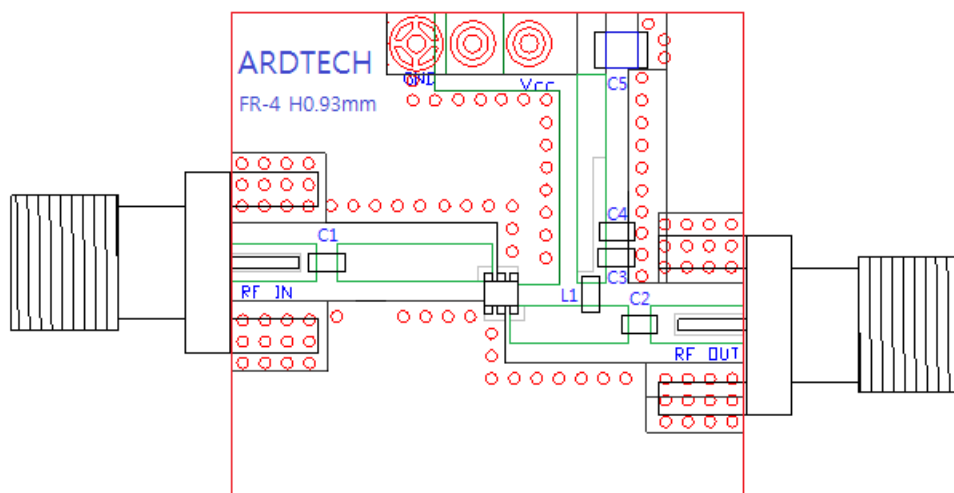 ARDTECH
GND
Vcc
C5
FR-4 H0.93mm
C4
C1
C3
RF IN
L1
C2
RF OUT